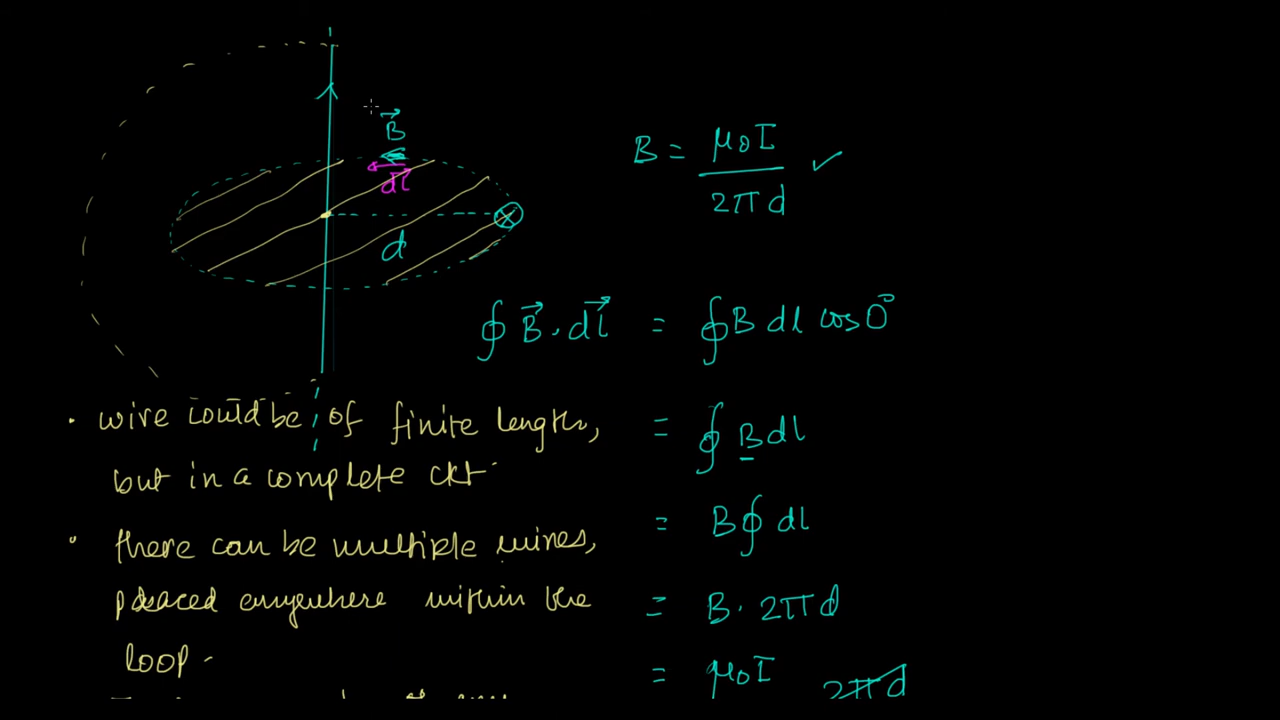 B⃗
dl⃗
d
B = μ₀I / 2πd ✓
∮ B⃗ . dl⃗ = ∮ B dl cos 0°
= ∮ B dl
= B ∮ dl
= B . 2πd
= μ₀I 2πd
• wire could be of finite length,
but in a complete ckt
• there can be multiple wires,
placed anywhere within the
loop.